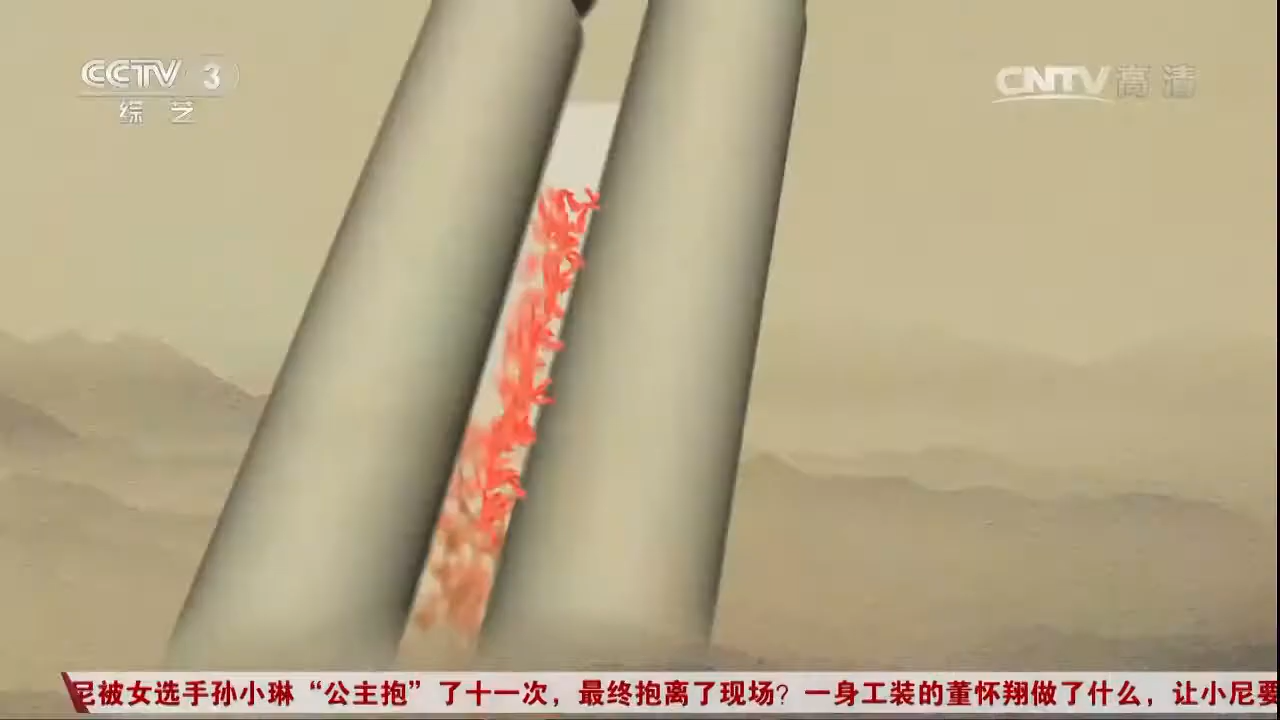 CCTV 3
综艺
CNTV高清
尼被女选手孙小琳“公主抱”了十一次，最终抱离了现场？一身工装的董怀翔做了什么，让小尼要